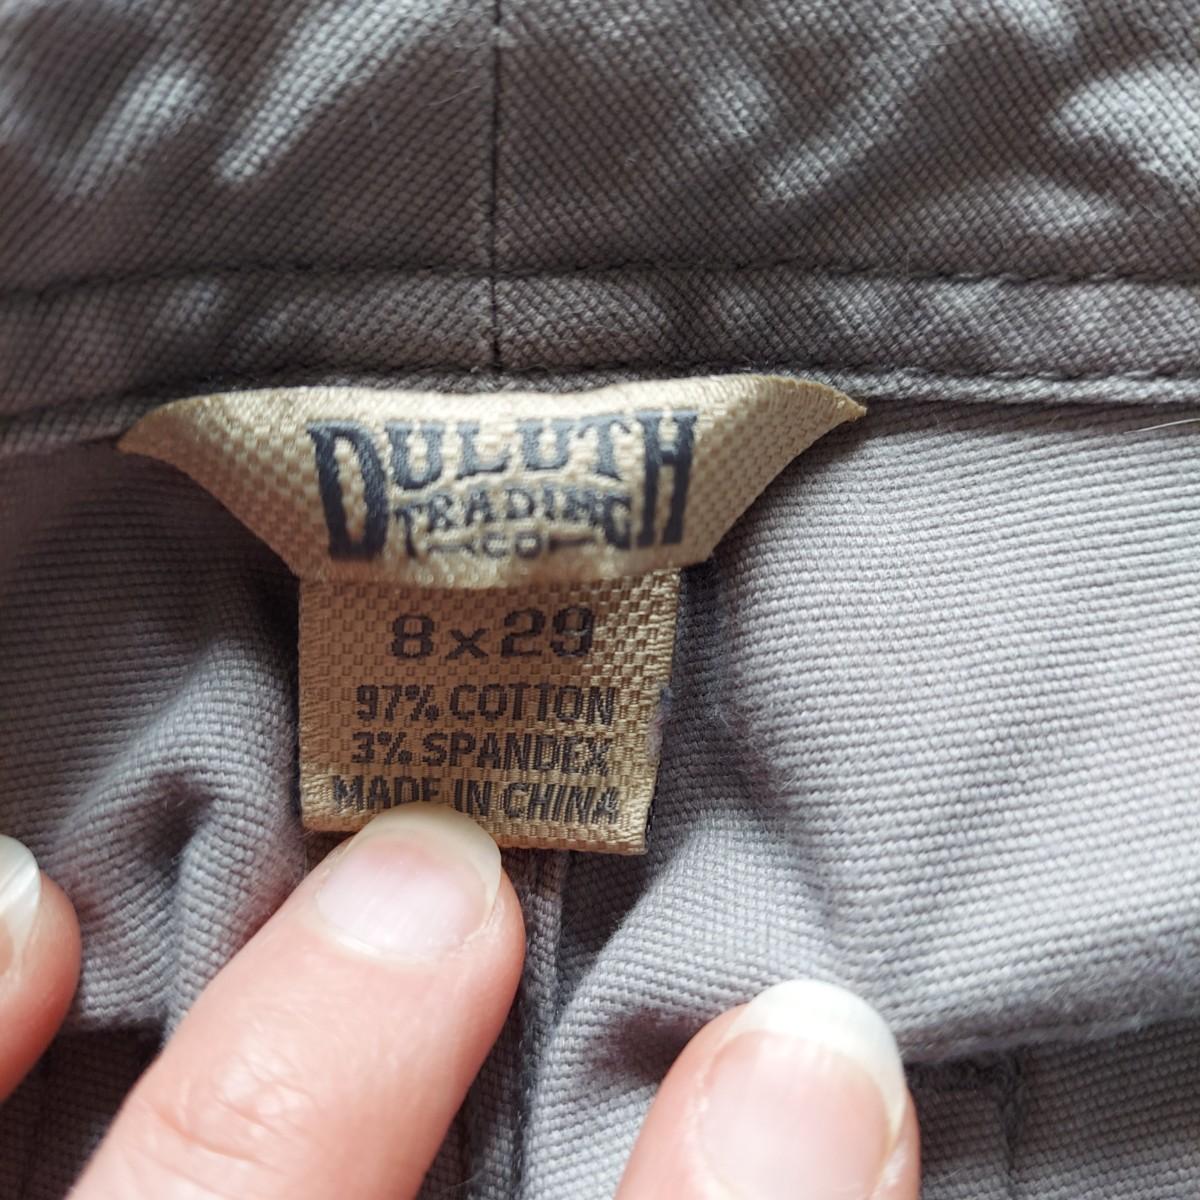 DULUTH
TRADING
CO
8 x 29
97% COTTON
3% SPANDEX
MADE IN CHINA